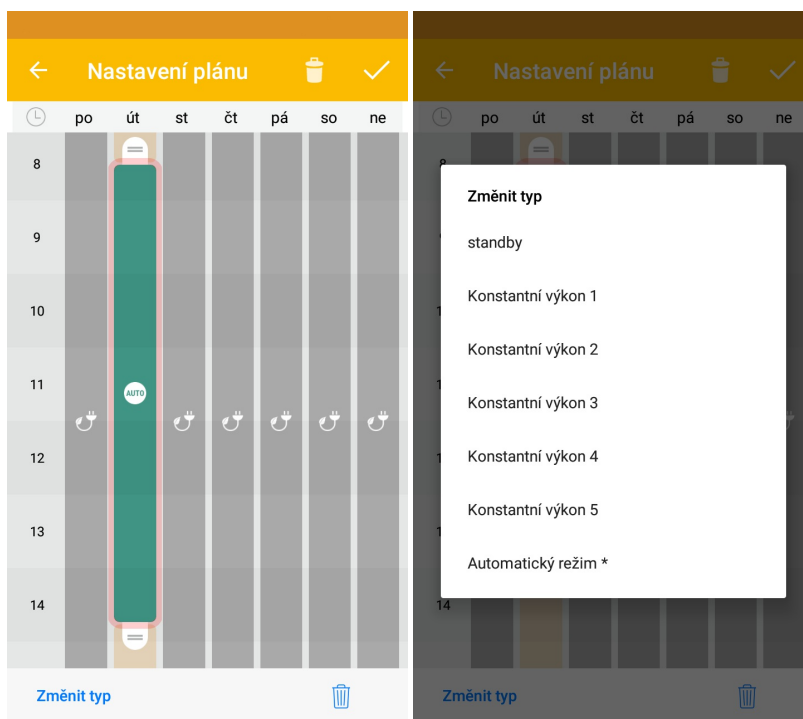 Nastavení plánu
po út st čt pá so ne
8
9
10
11
AUTO
12
13
14
Změnit typ
Nastavení plánu
po út st čt pá so ne
8
Změnit typ
standby
Konstantní výkon 1
Konstantní výkon 2
Konstantní výkon 3
Konstantní výkon 4
Konstantní výkon 5
Automatický režim *
14
Změnit typ